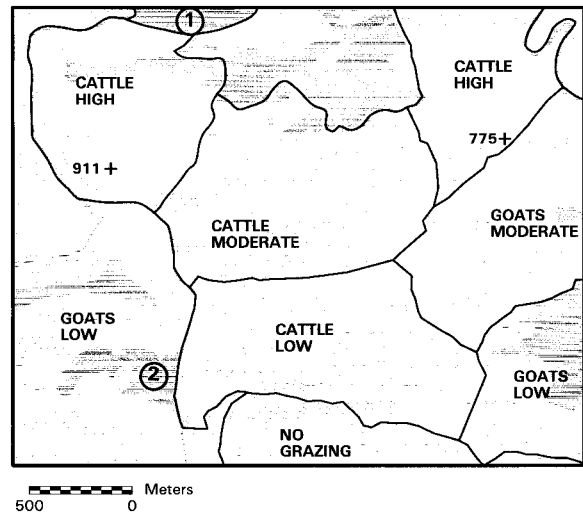 1
CATTLE
HIGH
CATTLE
HIGH
911 +
775 +
CATTLE
MODERATE
GOATS
MODERATE
GOATS
LOW
CATTLE
LOW
2
GOATS
LOW
NO
GRAZING
Meters
500 0